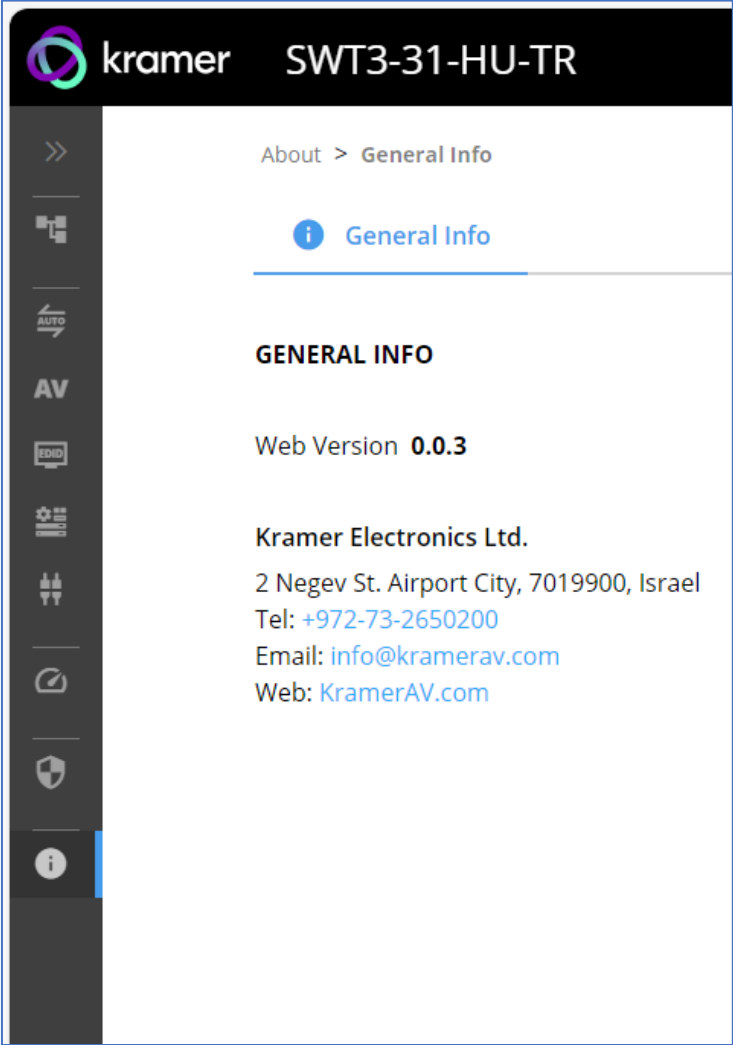 kramer SWT3-31-HU-TR
About > General Info
General Info
AUTO
GENERAL INFO
AV
Web Version 0.0.3
EDID
Kramer Electronics Ltd.
2 Negev St. Airport City, 7019900, Israel
Tel: +972-73-2650200
Email: info@kramerav.com
Web: KramerAV.com